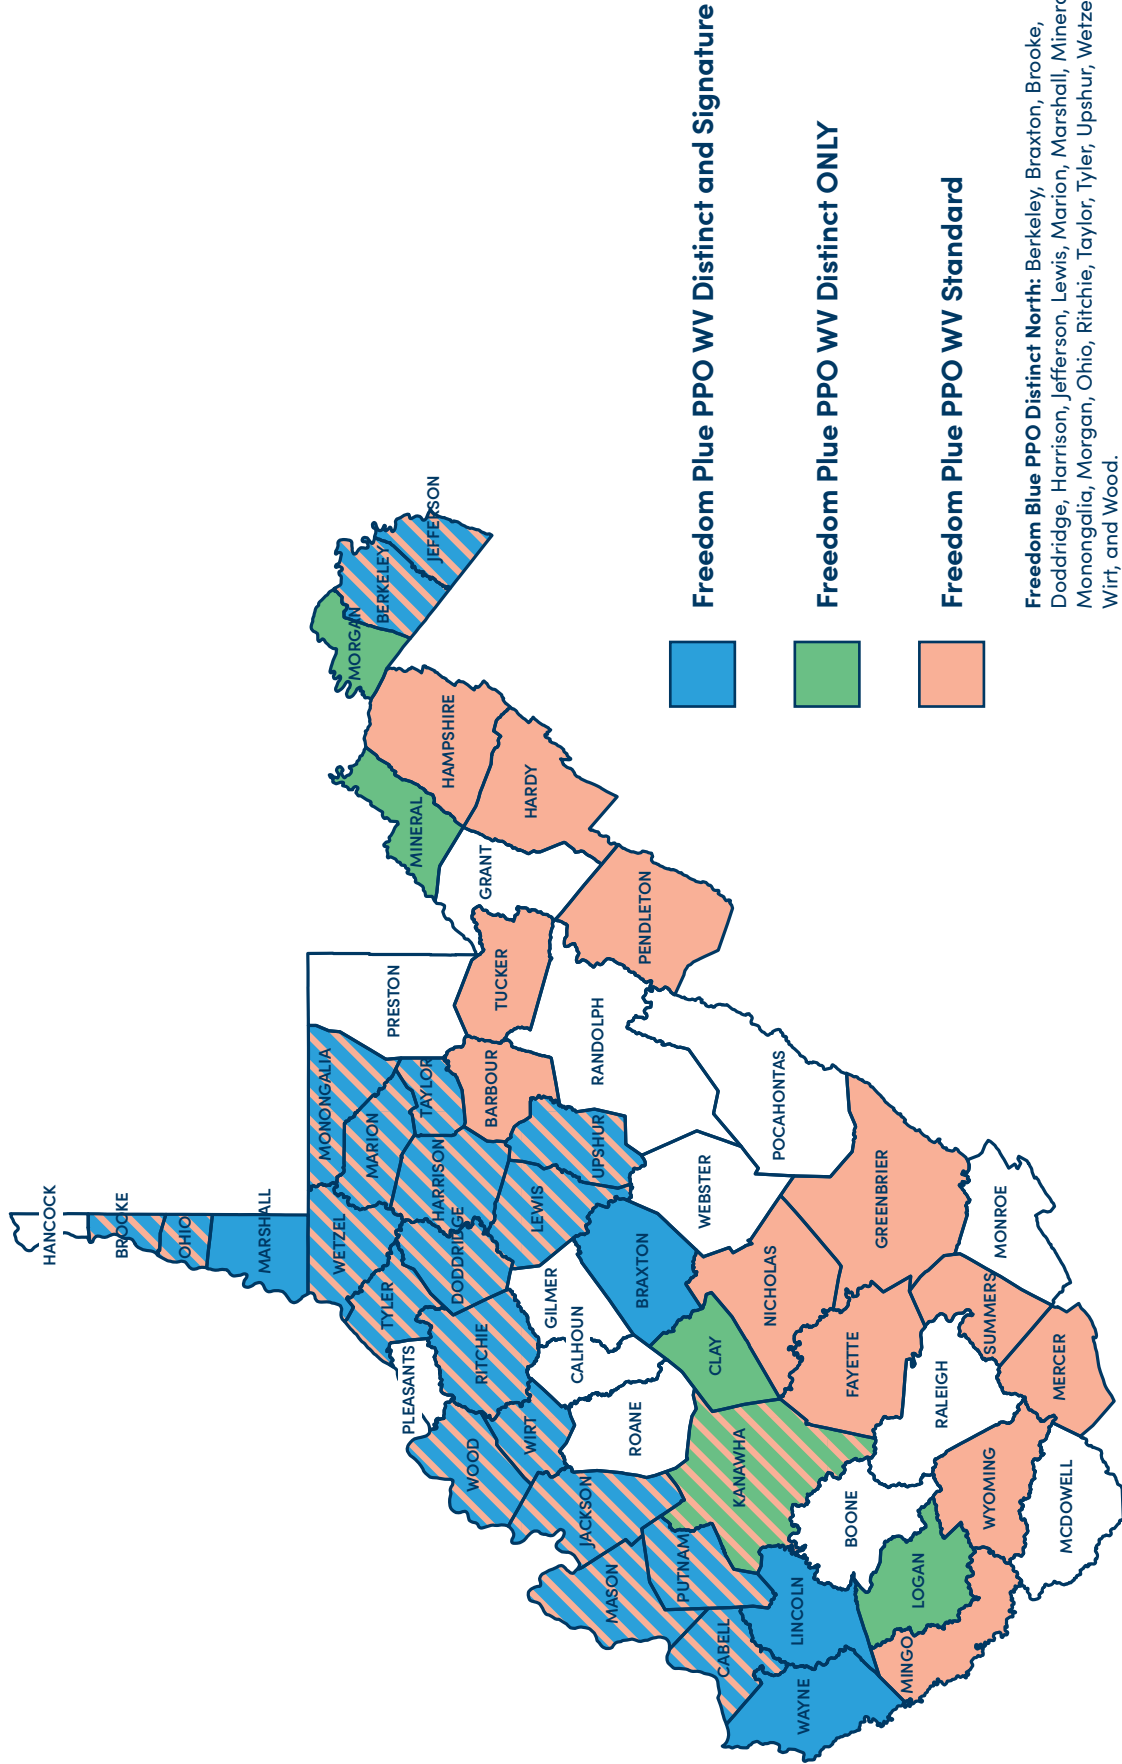 HANCOCK
BROCKE
OHIO
MARSHALL
MONONGALIA
WETZEL
MORGAN
MARION
BERKELEY
TYLER
PRESTON
PLEASANTS
MINERAL
TAYLOR
JEFFERSON
HARRISON
HAMPSHIRE
DODDRIDGE
WOOD
RITCHIE
GRANT
BARBOUR
TUCKER
WIRT
LEWIS
HARDY
GILMER
CALHOUN
JACKSON
UPSHUR
RANDOLPH
MASON
ROANE
BRAXTON
PENDLETON
PUTNAM
WEBSTER
CLAY
CABELL
KANAWHA
NICHOLAS
POCAHONTAS
LINCOLN
WAYNE
BOONE
FAYETTE
GREENBRIER
MINGO
LOGAN
RALEIGH
WYOMING
SUMMERS
MONROE
MERCER
MCDOWELL
Freedom Plue PPO WV Distinct and Signature
Freedom Plue PPO WV Distinct ONLY
Freedom Plue PPO WV Standard
Freedom Blue PPO Distinct North: Berkeley, Braxton, Brooke,
Doddridge, Harrison, Jefferson, Lewis, Marion, Marshall, Minera
Monongalia, Morgan, Ohio, Ritchie, Taylor, Tyler, Upshur, Wetze
Wirt, and Wood.